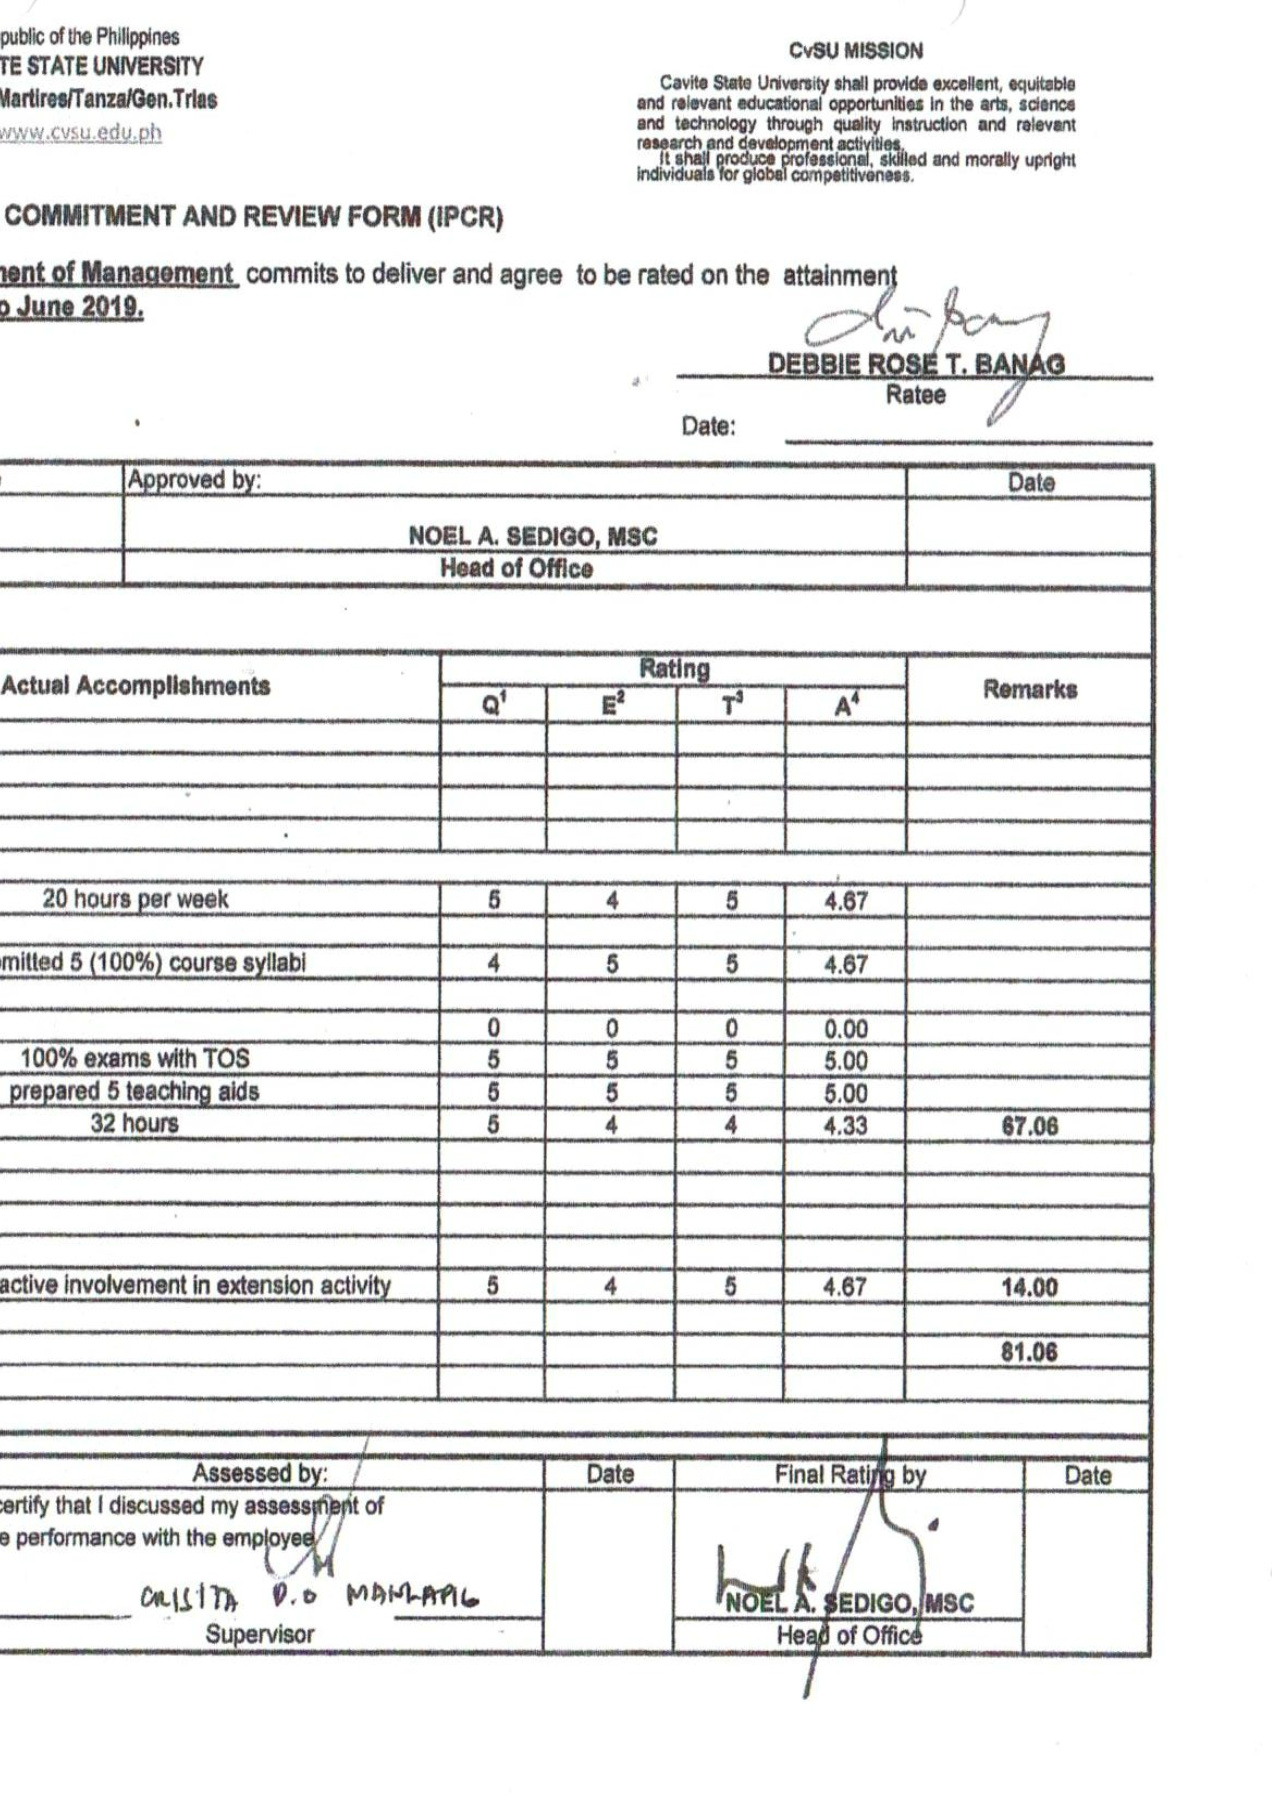 public of the Philippines
TE STATE UNIVERSITY
Martires/Tanza/Gen.Trias
www.cvsu.edu.ph
CvSU MISSION
Cavite State University shall provide excellent, equitable
and relevant educational opportunities in the arts, science
and technology through quality instruction and relevant
research and development activities.
It shall produce professional, skilled and morally upright
individuals for global competitiveness.
COMMITMENT AND REVIEW FORM (IPCR)
ment of Management commits to deliver and agree to be rated on the attainment
o June 2019.
DEBBIE ROSE T. BANAG
Ratee
Date:
Approved by: Date
NOEL A. SEDIGO, MSC
Head of Office
Actual Accomplishments Rating Remarks
Q¹ E² T³ A⁴
20 hours per week 5 4 5 4.67
mitted 5 (100%) course syllabi 4 5 5 4.67
0 0 0 0.00
100% exams with TOS 5 5 5 5.00
prepared 5 teaching aids 5 5 5 5.00
32 hours 5 4 4 4.33 67.06
active involvement in extension activity 5 4 5 4.67 14.00
81.06
Assessed by: Date Final Rating by Date
certify that I discussed my assessment of
e performance with the employee
CRISITA D.O MANLAPIG
NOEL A. SEDIGO, MSC
Supervisor Head of Office